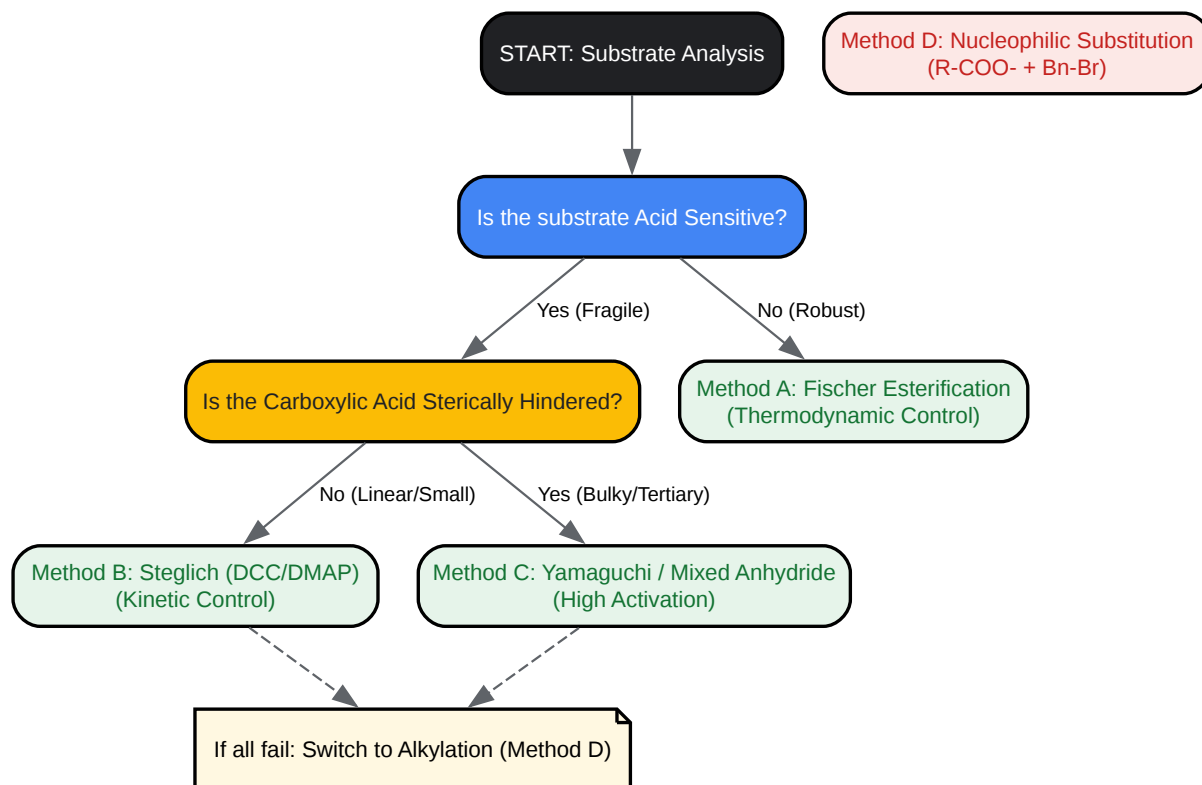 START: Substrate Analysis
Method D: Nucleophilic Substitution
(R-COO- + Bn-Br)
Is the substrate Acid Sensitive?
Yes (Fragile)
No (Robust)
Is the Carboxylic Acid Sterically Hindered?
Method A: Fischer Esterification
(Thermodynamic Control)
No (Linear/Small)
Yes (Bulky/Tertiary)
Method B: Steglich (DCC/DMAP)
(Kinetic Control)
Method C: Yamaguchi / Mixed Anhydride
(High Activation)
If all fail: Switch to Alkylation (Method D)